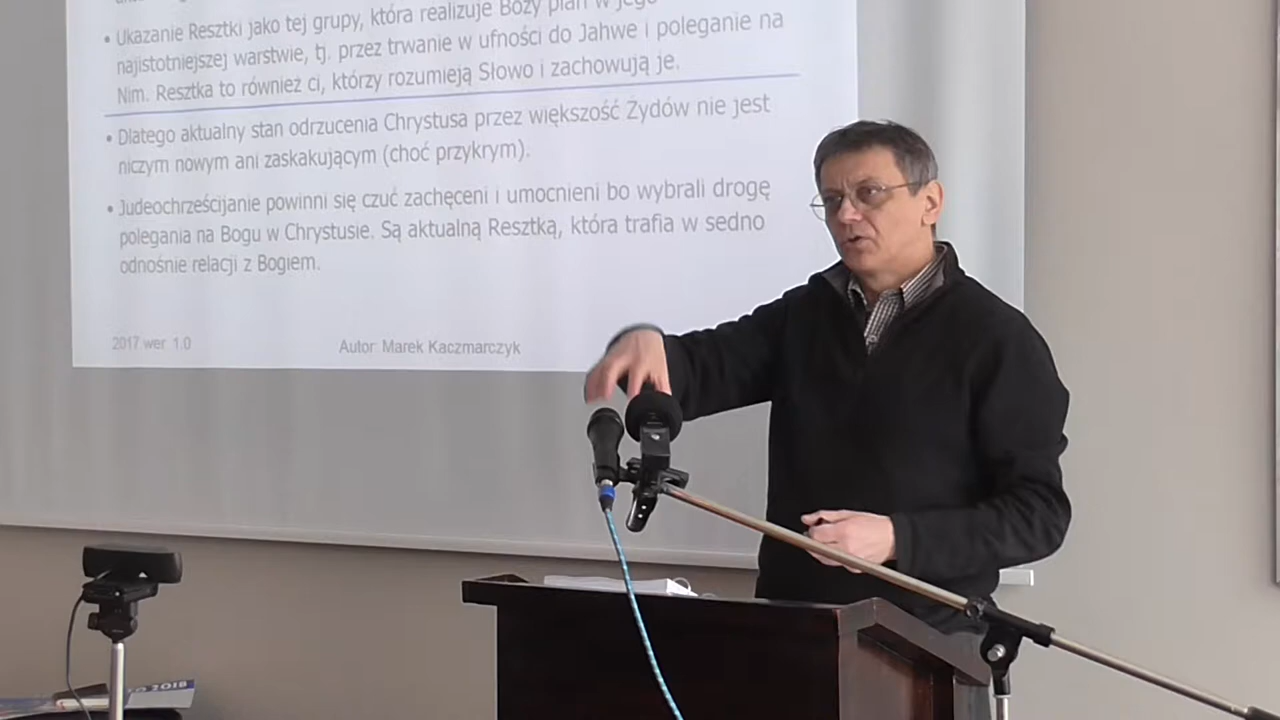 • Ukazanie Resztki jako tej grupy, która realizuje Boży plan w jego
najistotniejszej warstwie, tj. przez trwanie w ufności do Jahwe i poleganie na
Nim. Resztka to również ci, którzy rozumieją Słowo i zachowują je.
• Dlatego aktualny stan odrzucenia Chrystusa przez większość Żydów nie jest
niczym nowym ani zaskakującym (choć przykrym).
• Judeochrześcijanie powinni się czuć zachęceni i umocnieni bo wybrali drogę
polegania na Bogu w Chrystusie. Są aktualną Resztką, która trafia w sedno
odnośnie relacji z Bogiem.
2017 wer 1.0 Autor: Marek Kaczmarczyk
2018